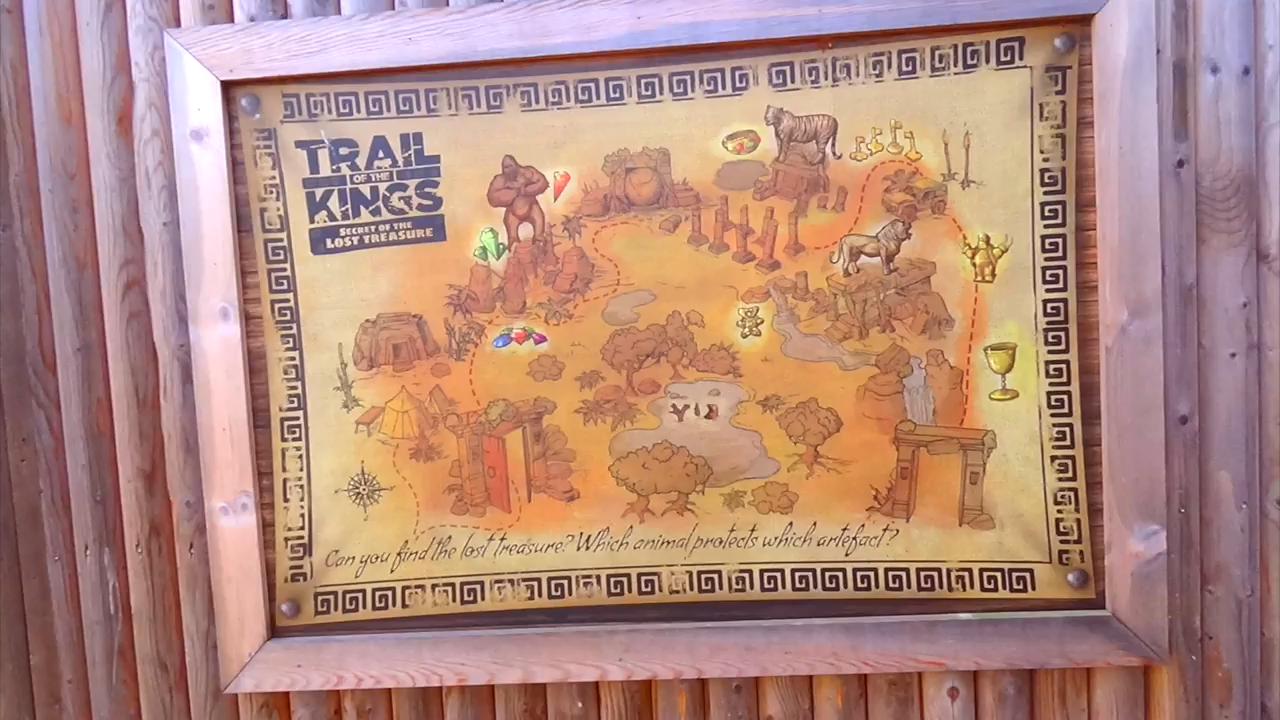 TRAIL
OF THE
KINGS
SECRET OF THE
LOST TREASURE
Can you find the lost treasure? Which animal protects which artefact?